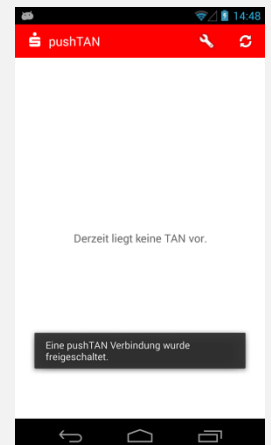 14:48
pushTAN
Derzeit liegt keine TAN vor.
Eine pushTAN Verbindung wurde
freigeschaltet.